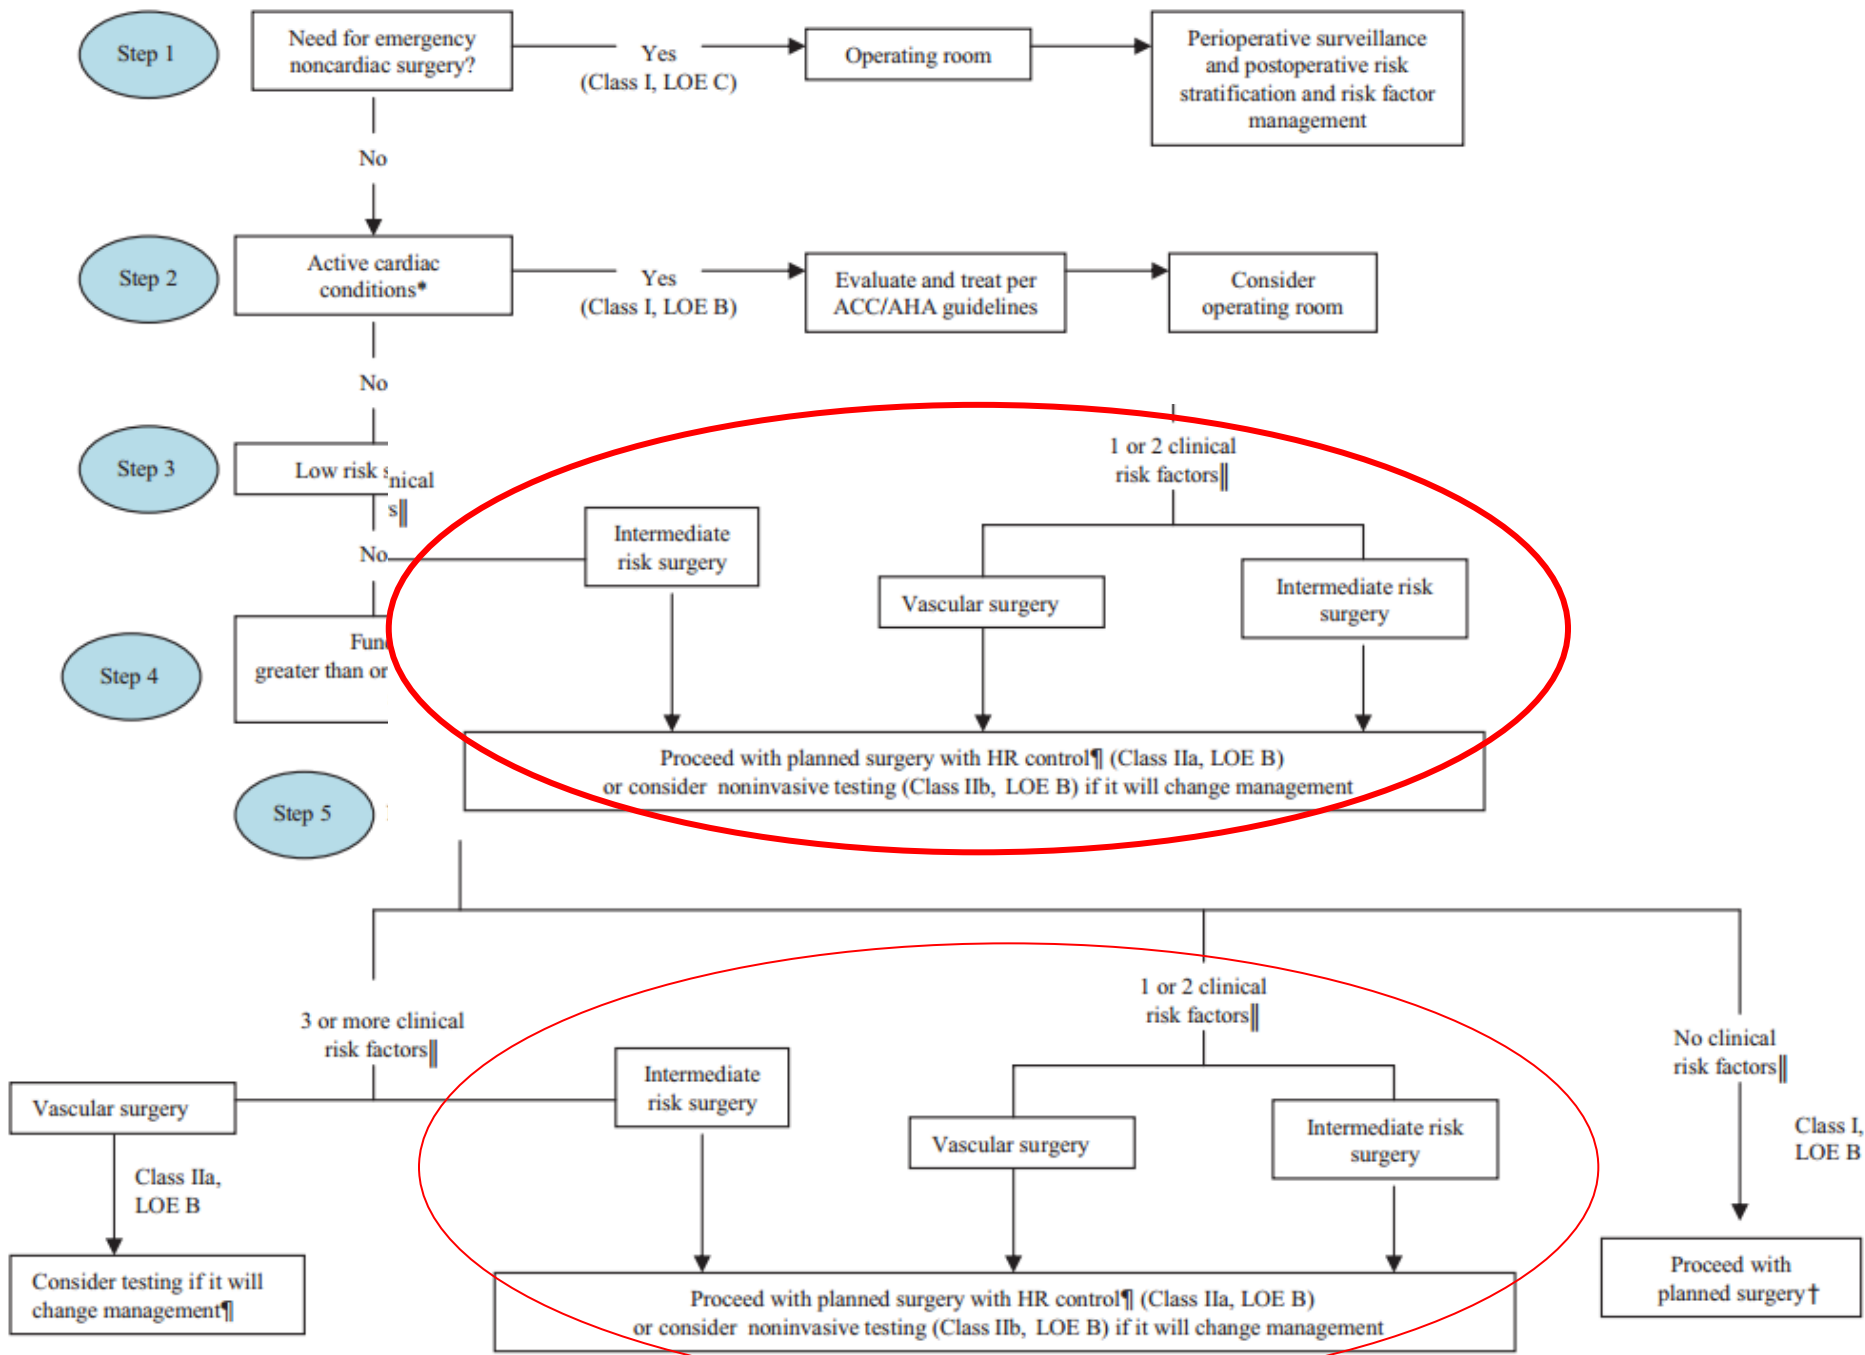 Step 1
Need for emergency
noncardiac surgery?
Yes
(Class I, LOE C)
Operating room
Perioperative surveillance
and postoperative risk
stratification and risk factor
management
No
Step 2
Active cardiac
conditions*
Yes
(Class I, LOE B)
Evaluate and treat per
ACC/AHA guidelines
Consider
operating room
No
Step 3
Low risk s
nical
s‖
No
1 or 2 clinical
risk factors‖
Intermediate
risk surgery
Vascular surgery
Intermediate risk
surgery
Step 4
Func
greater than or
Proceed with planned surgery with HR control¶ (Class IIa, LOE B)
or consider noninvasive testing (Class IIb, LOE B) if it will change management
Step 5
3 or more clinical
risk factors‖
1 or 2 clinical
risk factors‖
No clinical
risk factors‖
Vascular surgery
Intermediate
risk surgery
Vascular surgery
Intermediate risk
surgery
Class I,
LOE B
Class IIa,
LOE B
Consider testing if it will
change management¶
Proceed with planned surgery with HR control¶ (Class IIa, LOE B)
or consider noninvasive testing (Class IIb, LOE B) if it will change management
Proceed with
planned surgery†